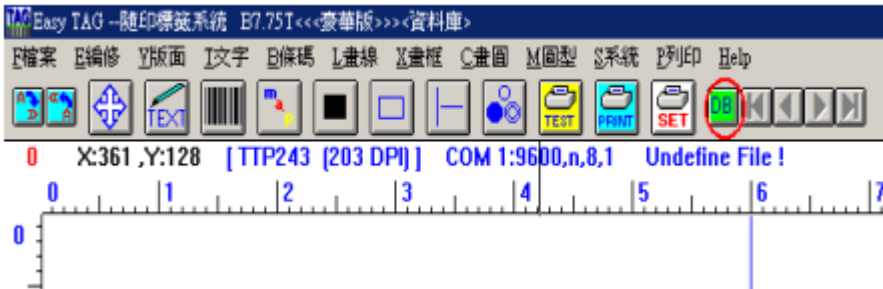 TAG Easy TAG --隨印標籤系統 B7.75T<<<豪華版>>><資料庫>
F檔案 E編修 Y版面 T文字 B條碼 L畫線 X畫框 C畫圓 M圖型 S系統 P列印 Help
A D A TEXT m a p TEST PRINT SET DB
0 X:361 ,Y:128 [ TTP243 (203 DPI) ] COM 1:9600,n,8,1 Undefine File !
0 1 2 3 4 5 6 7
0